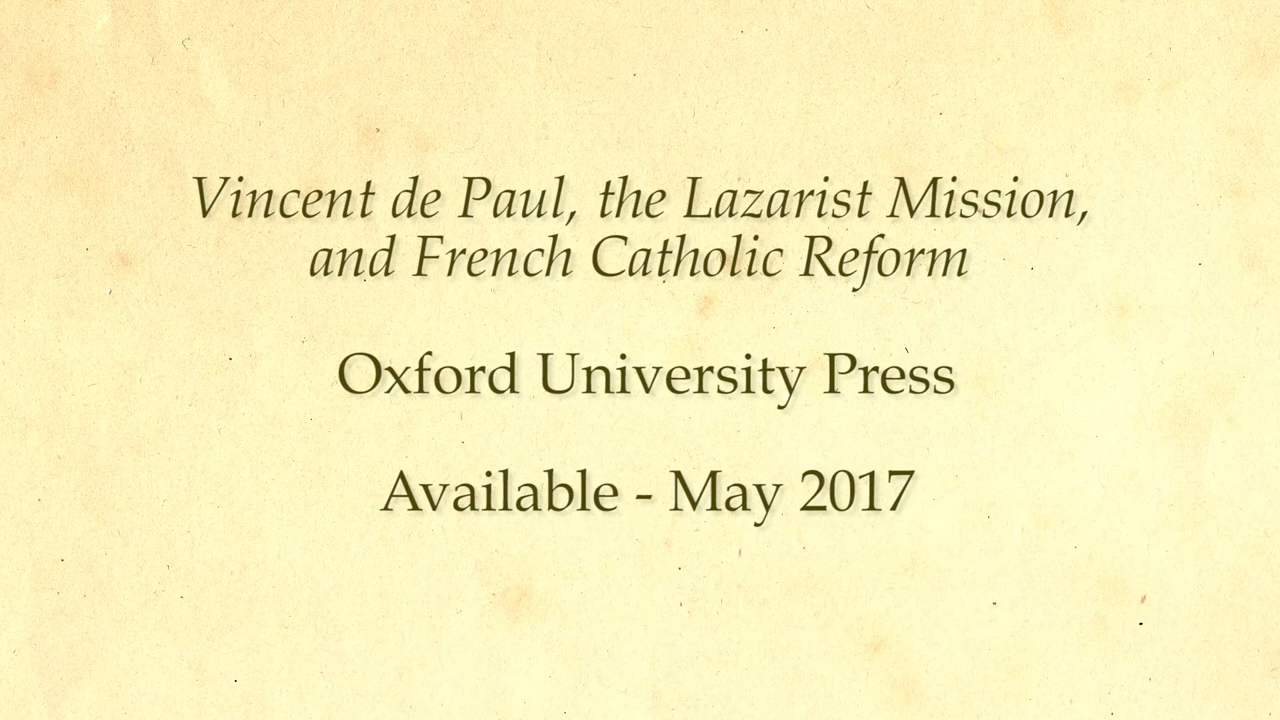 Vincent de Paul, the Lazarist Mission,
and French Catholic Reform
Oxford University Press
Available - May 2017